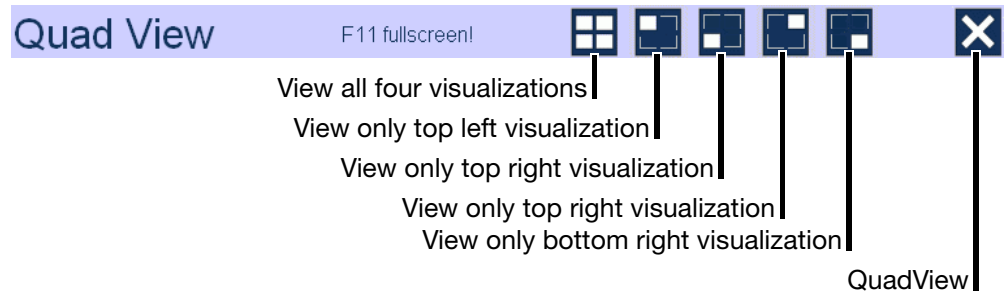 Quad View F11 fullscreen!
View all four visualizations
View only top left visualization
View only top right visualization
View only top right visualization
View only bottom right visualization
QuadView